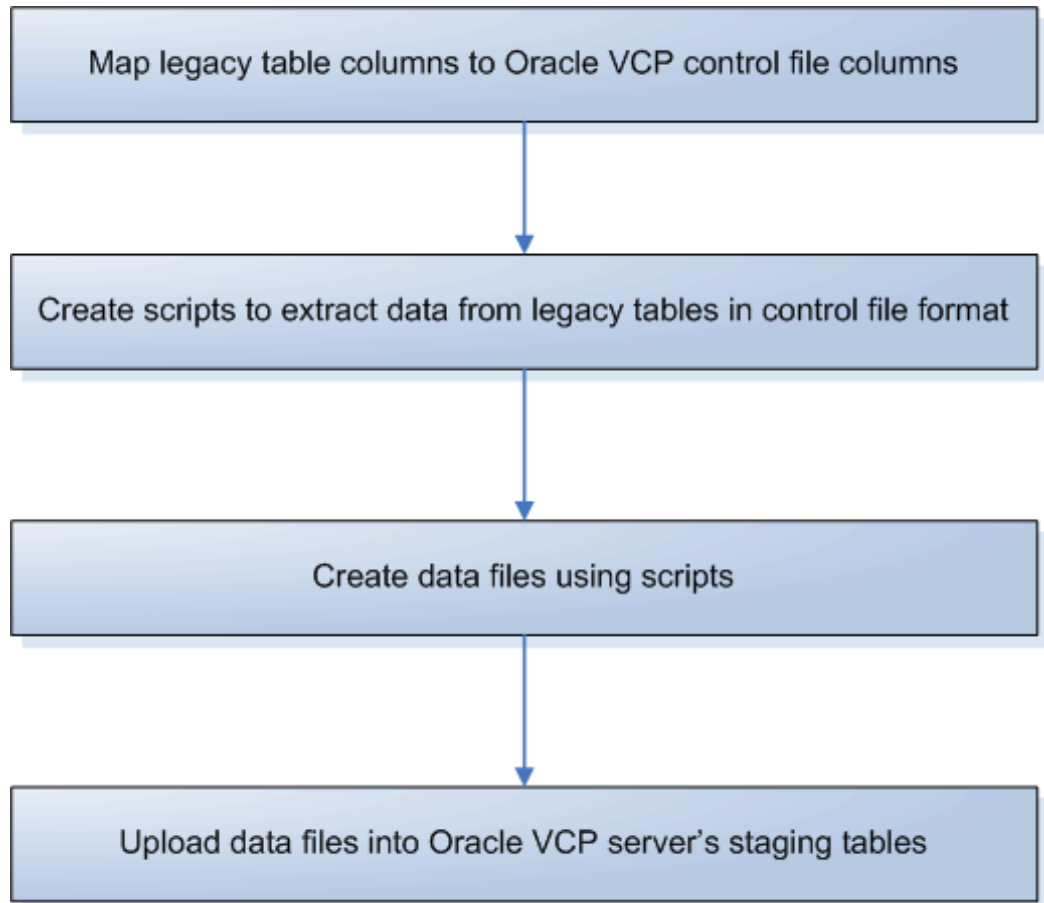 Map legacy table columns to Oracle VCP control file columns
Create scripts to extract data from legacy tables in control file format
Create data files using scripts
Upload data files into Oracle VCP server’s staging tables